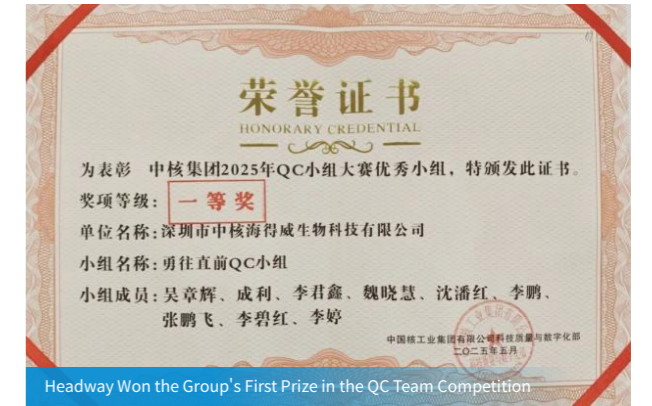 荣誉证书
HONORARY CREDENTIAL
为表彰 中核集团2025年QC小组大赛优秀小组，特颁发此证书。
奖项等级：一等奖
单位名称：深圳市中核海得威生物科技有限公司
小组名称：勇往直前QC小组
小组成员：吴章辉、成利、李君鑫、魏晓慧、沈潘红、李鹏、
张鹏飞、李碧红、李婷
中国核工业集团有限公司科技质量与数字化部
二〇二五年五月
Headway Won the Group's First Prize in the QC Team Competition